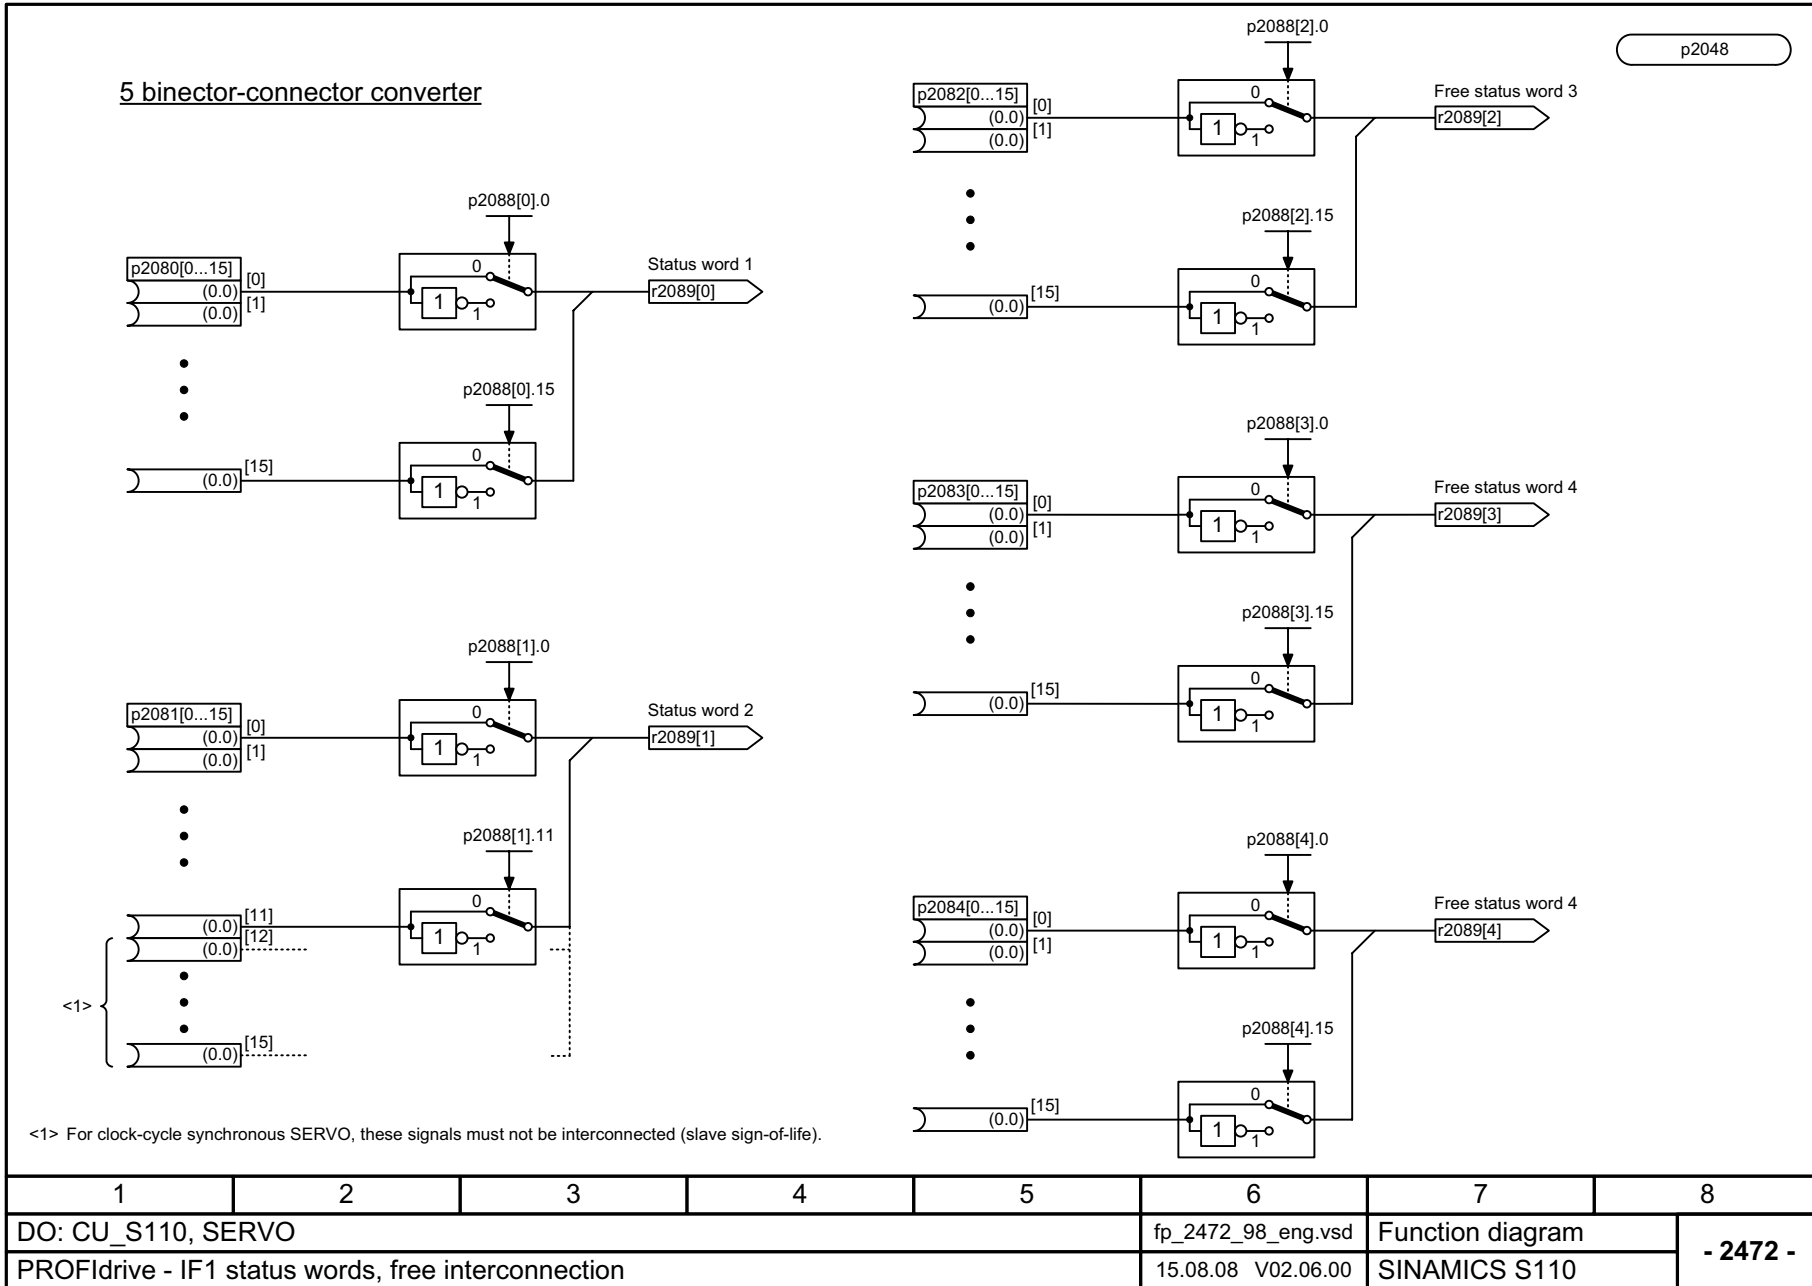 5 binector-connector converter
p2048
p2088[0].0
p2080[0...15]
[0]
(0.0)
[1]
(0.0)
0
1
1
Status word 1
r2089[0]
p2088[0].15
[15]
(0.0)
0
1
1
p2088[1].0
p2081[0...15]
[0]
(0.0)
[1]
(0.0)
0
1
1
Status word 2
r2089[1]
p2088[1].11
[11]
(0.0)
[12]
(0.0)
0
1
1
<1>
[15]
(0.0)
<1> For clock-cycle synchronous SERVO, these signals must not be interconnected (slave sign-of-life).
p2088[2].0
p2082[0...15]
[0]
(0.0)
[1]
(0.0)
0
1
1
Free status word 3
r2089[2]
p2088[2].15
[15]
(0.0)
0
1
1
p2088[3].0
p2083[0...15]
[0]
(0.0)
[1]
(0.0)
0
1
1
Free status word 4
r2089[3]
p2088[3].15
[15]
(0.0)
0
1
1
p2088[4].0
p2084[0...15]
[0]
(0.0)
[1]
(0.0)
0
1
1
Free status word 4
r2089[4]
p2088[4].15
[15]
(0.0)
0
1
1
1 2 3 4 5 6 7 8
DO: CU_S110, SERVO
fp_2472_98_eng.vsd
Function diagram
- 2472 -
PROFIdrive - IF1 status words, free interconnection
15.08.08 V02.06.00
SINAMICS S110